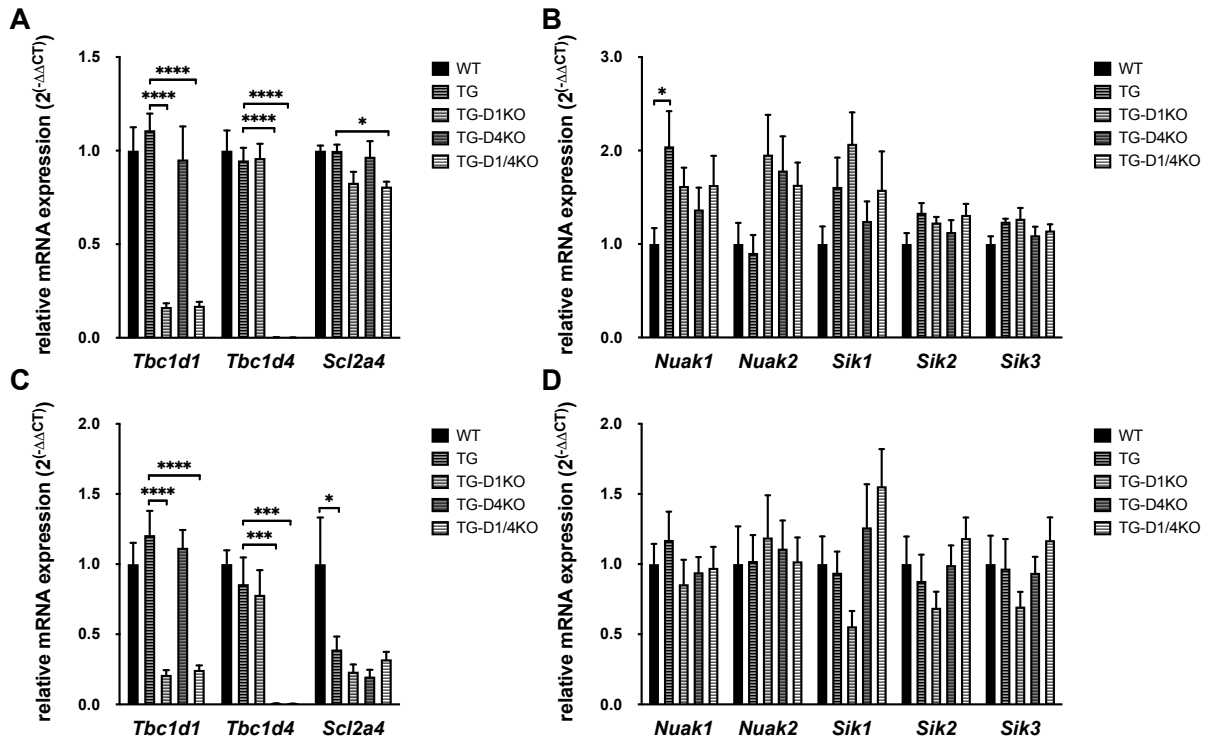 A
relative mRNA expression (2^(-ΔΔCT))
1.5
1.0
0.5
0.0
****
****
****
****
*
Tbc1d1 Tbc1d4 Scl2a4
WT
TG
TG-D1KO
TG-D4KO
TG-D1/4KO
B
relative mRNA expression (2^(-ΔΔCT))
3.0
2.0
1.0
0.0
*
Nuak1 Nuak2 Sik1 Sik2 Sik3
WT
TG
TG-D1KO
TG-D4KO
TG-D1/4KO
C
relative mRNA expression (2^(-ΔΔCT))
2.0
1.5
1.0
0.5
0.0
****
****
***
***
*
Tbc1d1 Tbc1d4 Scl2a4
WT
TG
TG-D1KO
TG-D4KO
TG-D1/4KO
D
relative mRNA expression (2^(-ΔΔCT))
2.0
1.5
1.0
0.5
0.0
Nuak1 Nuak2 Sik1 Sik2 Sik3
WT
TG
TG-D1KO
TG-D4KO
TG-D1/4KO